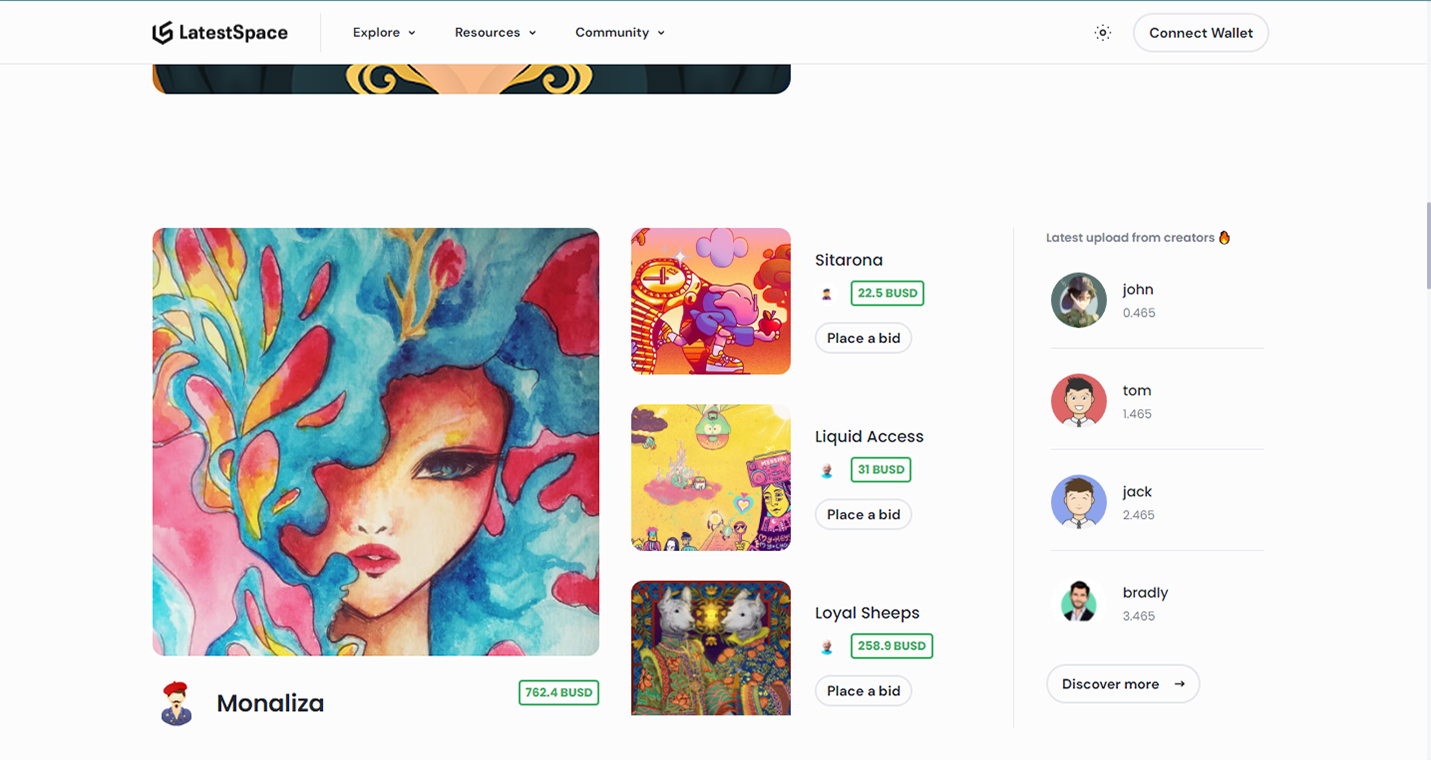 LatestSpace
Explore
Resources
Community
Connect Wallet
Monaliza
762.4 BUSD
Sitarona
22.5 BUSD
Place a bid
Liquid Access
31 BUSD
Place a bid
Loyal Sheeps
258.9 BUSD
Place a bid
Latest upload from creators 🔥
john
0.465
tom
1.465
jack
2.465
bradly
3.465
Discover more →